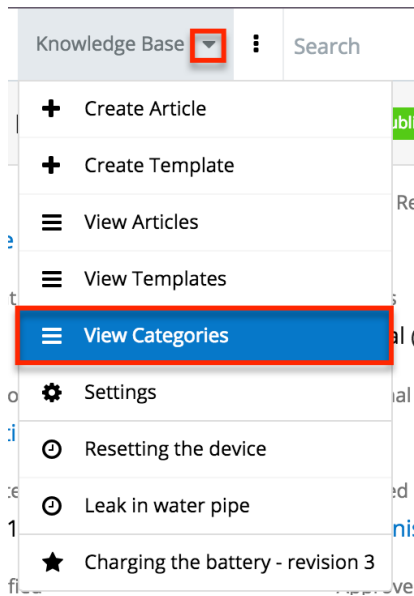 Knowledge Base
Search
Create Article
Create Template
View Articles
View Templates
View Categories
Settings
Resetting the device
Leak in water pipe
Charging the battery - revision 3